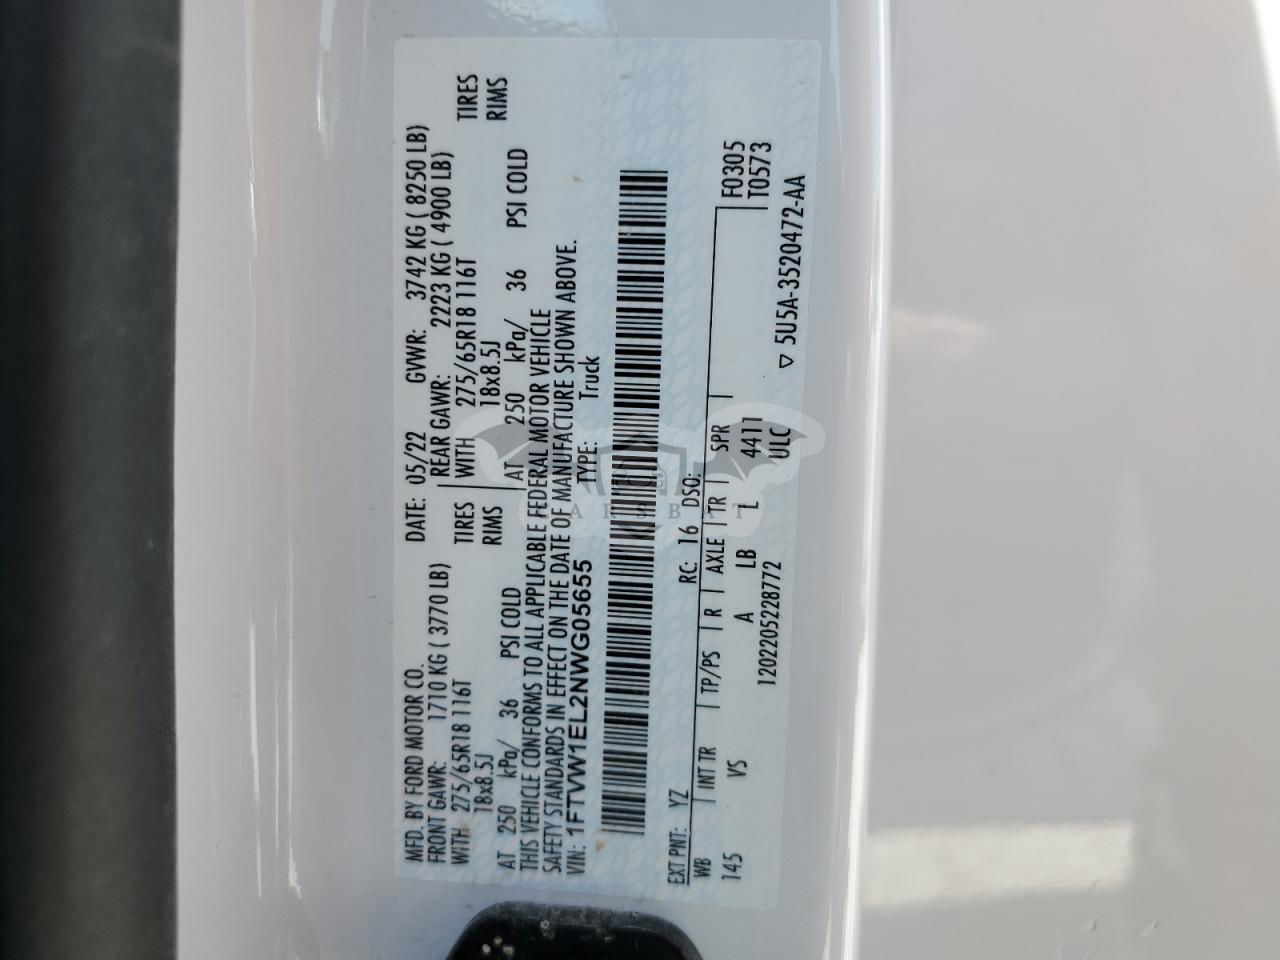 MFD. BY FORD MOTOR CO. DATE: 05/22 GVWR: 3742 KG ( 8250 LB)
FRONT GAWR: 1710 KG ( 3770 LB) REAR GAWR: 2223 KG ( 4900 LB)
WITH 275/65R18 116T TIRES WITH 275/65R18 116T TIRES
18x8.5J RIMS 18x8.5J RIMS
AT 250 kPa/ 36 PSI COLD AT 250 kPa/ 36 PSI COLD
THIS VEHICLE CONFORMS TO ALL APPLICABLE FEDERAL MOTOR VEHICLE
SAFETY STANDARDS IN EFFECT ON THE DATE OF MANUFACTURE SHOWN ABOVE.
VIN: 1FTVW1EL2NWG05655 TYPE: Truck
EXT PNT: YZ RC: 16 DSO: F0305
WB INT TR TP/PS R AXLE TR SPR T0573
145 VS A LB L 4411
1202205228772 ULC ▽ 5U5A-3520472-AA
CARSBAT